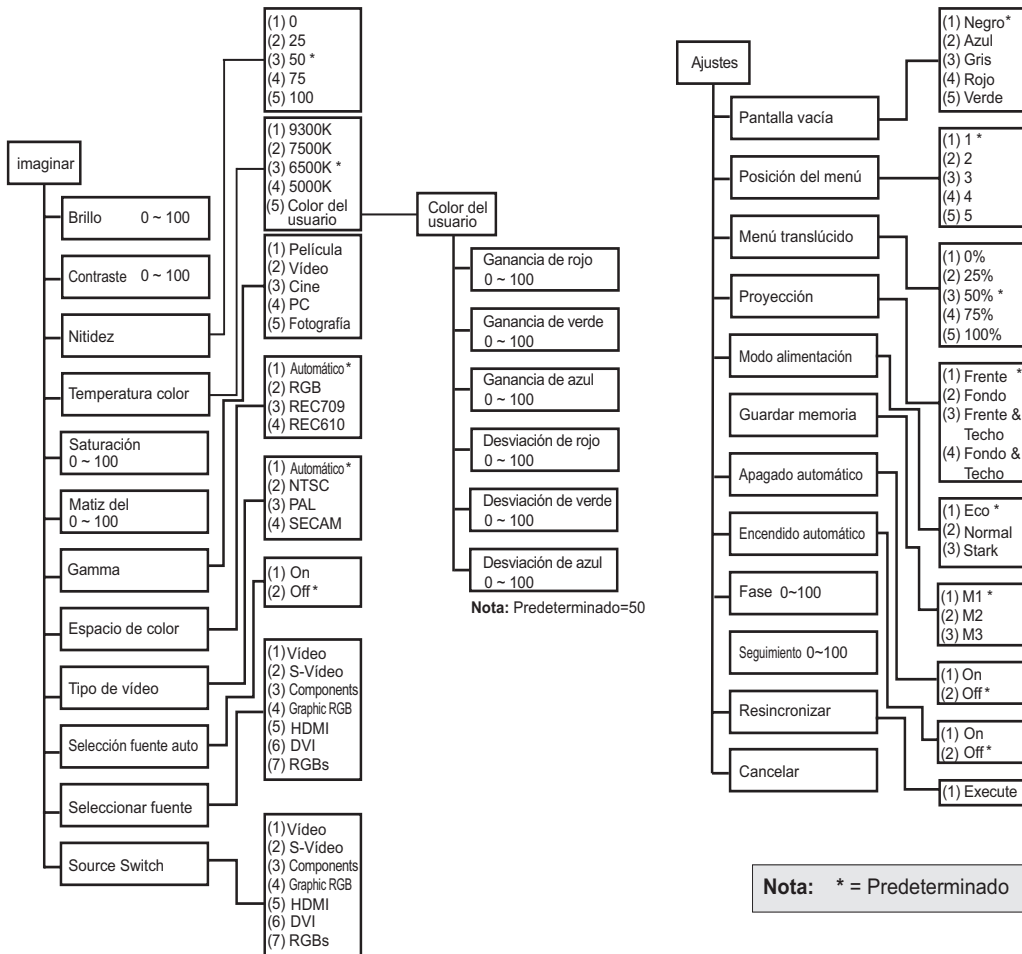 imaginar
Brillo 0 ~ 100
Contraste 0 ~ 100
Nitidez
Temperatura color
Saturación
0 ~ 100
Matiz del
0 ~ 100
Gamma
Espacio de color
Tipo de vídeo
Selección fuente auto
Seleccionar fuente
Source Switch
(1) 0
(2) 25
(3) 50 *
(4) 75
(5) 100
(1) 9300K
(2) 7500K
(3) 6500K *
(4) 5000K
(5) Color del
usuario
(1) Película
(2) Vídeo
(3) Cine
(4) PC
(5) Fotografía
(1) Automático *
(2) RGB
(3) REC709
(4) REC610
(1) Automático *
(2) NTSC
(3) PAL
(4) SECAM
(1) On
(2) Off *
(1) Vídeo
(2) S-Vídeo
(3) Components
(4) Graphic RGB
(5) HDMI
(6) DVI
(7) RGBs
(1) Vídeo
(2) S-Vídeo
(3) Components
(4) Graphic RGB
(5) HDMI
(6) DVI
(7) RGBs
Color del
usuario
Ganancia de rojo
0 ~ 100
Ganancia de verde
0 ~ 100
Ganancia de azul
0 ~ 100
Desviación de rojo
0 ~ 100
Desviación de verde
0 ~ 100
Desviación de azul
0 ~ 100
Nota: Predeterminado=50
Ajustes
Pantalla vacía
Posición del menú
Menú translúcido
Proyección
Modo alimentación
Guardar memoria
Apagado automático
Encendido automático
Fase 0~100
Seguimiento 0~100
Resincronizar
Cancelar
(1) Negro *
(2) Azul
(3) Gris
(4) Rojo
(5) Verde
(1) 1 *
(2) 2
(3) 3
(4) 4
(5) 5
(1) 0%
(2) 25%
(3) 50% *
(4) 75%
(5) 100%
(1) Frente *
(2) Fondo
(3) Frente &
Techo
(4) Fondo &
Techo
(1) Eco *
(2) Normal
(3) Stark
(1) M1 *
(2) M2
(3) M3
(1) On
(2) Off *
(1) On
(2) Off *
(1) Execute
Nota: * = Predeterminado